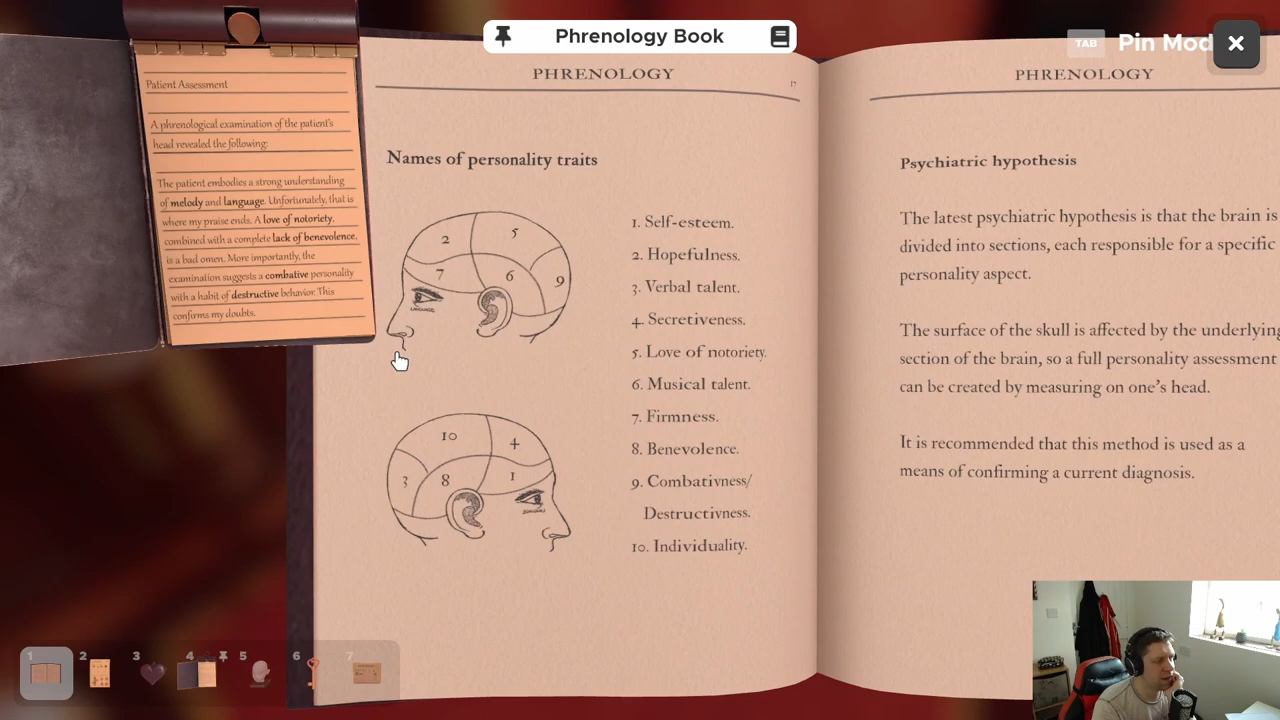 Phrenology Book
TAB Pin Mod
Patient Assessment
A phrenological examination of the patient's
head revealed the following:
The patient embodies a strong understanding
of melody and language. Unfortunately, that is
where my praise ends. A love of notoriety,
combined with a complete lack of benevolence,
is a bad omen. More importantly, the
examination suggests a combative personality
with a habit of destructive behavior. This
confirms my doubts.
PHRENOLOGY
17
Names of personality traits
2
5
7
6
9
LANGUAGE
10
4
3
8
1
1. Self-esteem.
2. Hopefulness.
3. Verbal talent.
4. Secretiveness.
5. Love of notoriety.
6. Musical talent.
7. Firmness.
8. Benevolence.
9. Combativness/
Destructivness.
10. Individuality.
PHRENOLOGY
Psychiatric hypothesis
The latest psychiatric hypothesis is that the brain is
divided into sections, each responsible for a specific
personality aspect.
The surface of the skull is affected by the underlying
section of the brain, so a full personality assessment
can be created by measuring on one's head.
It is recommended that this method is used as a
means of confirming a current diagnosis.
1 2 3 4 5 6 7